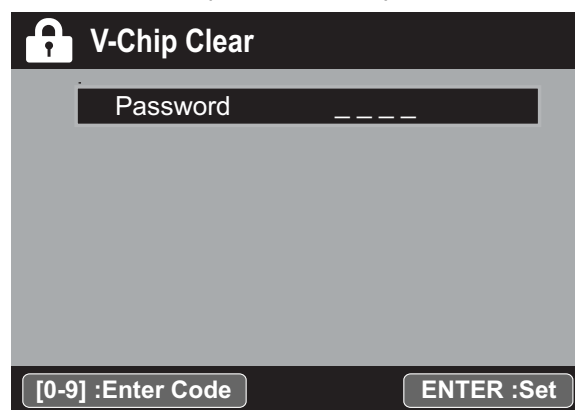 V-Chip Clear
Password _ _ _ _
[0-9] :Enter Code ENTER :Set